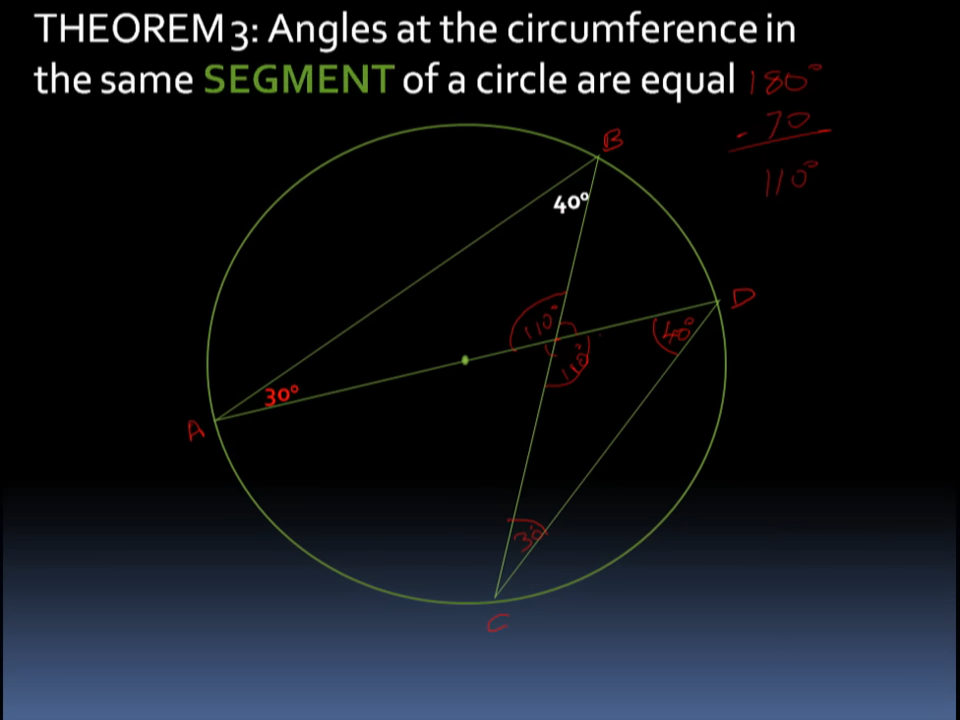 THEOREM 3: Angles at the circumference in
the same SEGMENT of a circle are equal
180°
- 70
110°
B
40°
D
110°
40°
110°
30°
A
30°
C